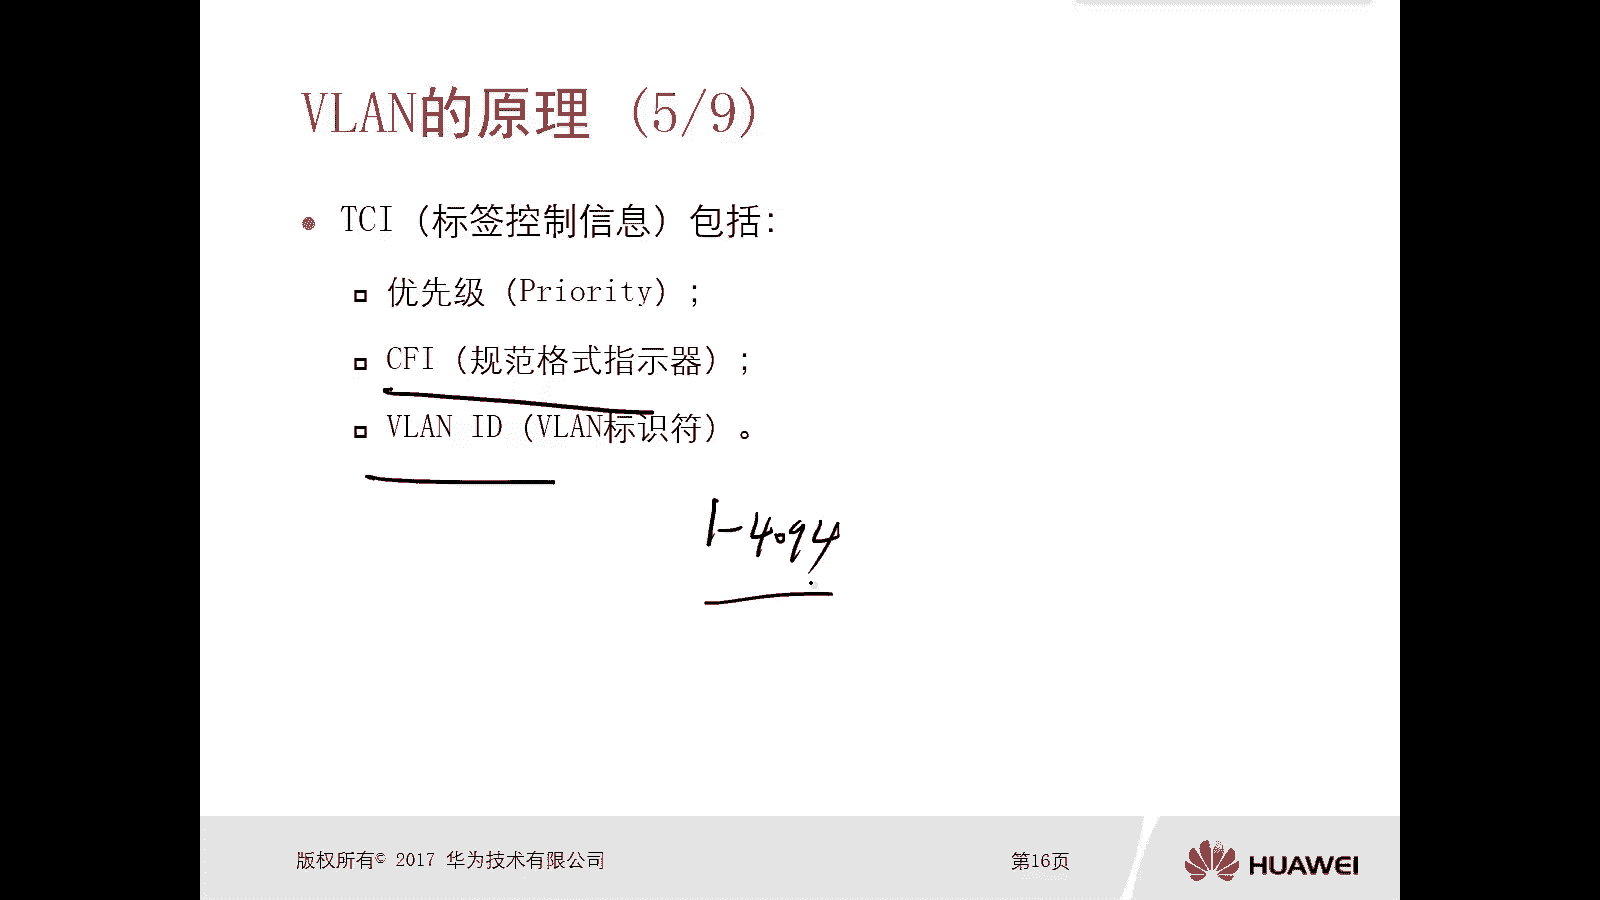 VLAN的原理 (5/9)
TCI（标签控制信息）包括：
优先级（Priority）；
CFI（规范格式指示器）；
VLAN ID（VLAN标识符）。
1-4094
版权所有© 2017 华为技术有限公司
第16页
HUAWEI